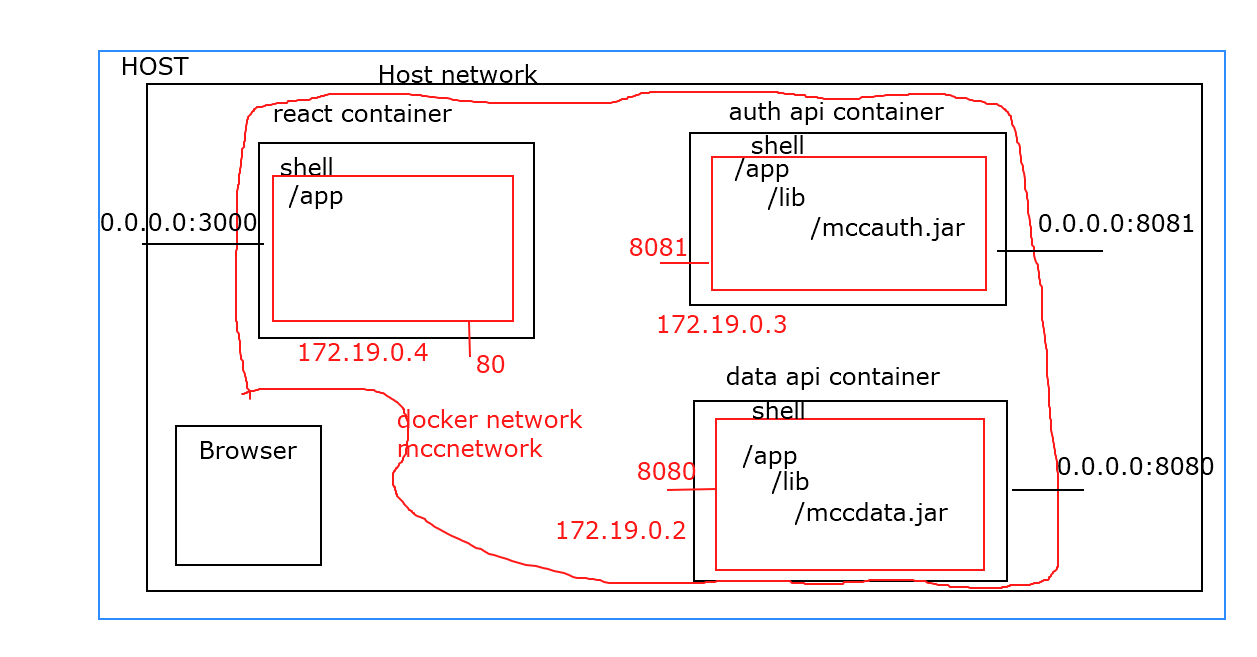 HOST
Host network
react container
shell
/app
0.0.0.0:3000
172.19.0.4
80
auth api container
shell
/app
/lib
/mccauth.jar
8081
0.0.0.0:8081
172.19.0.3
Browser
docker network
mccnetwork
data api container
shell
/app
/lib
/mccdata.jar
8080
0.0.0.0:8080
172.19.0.2